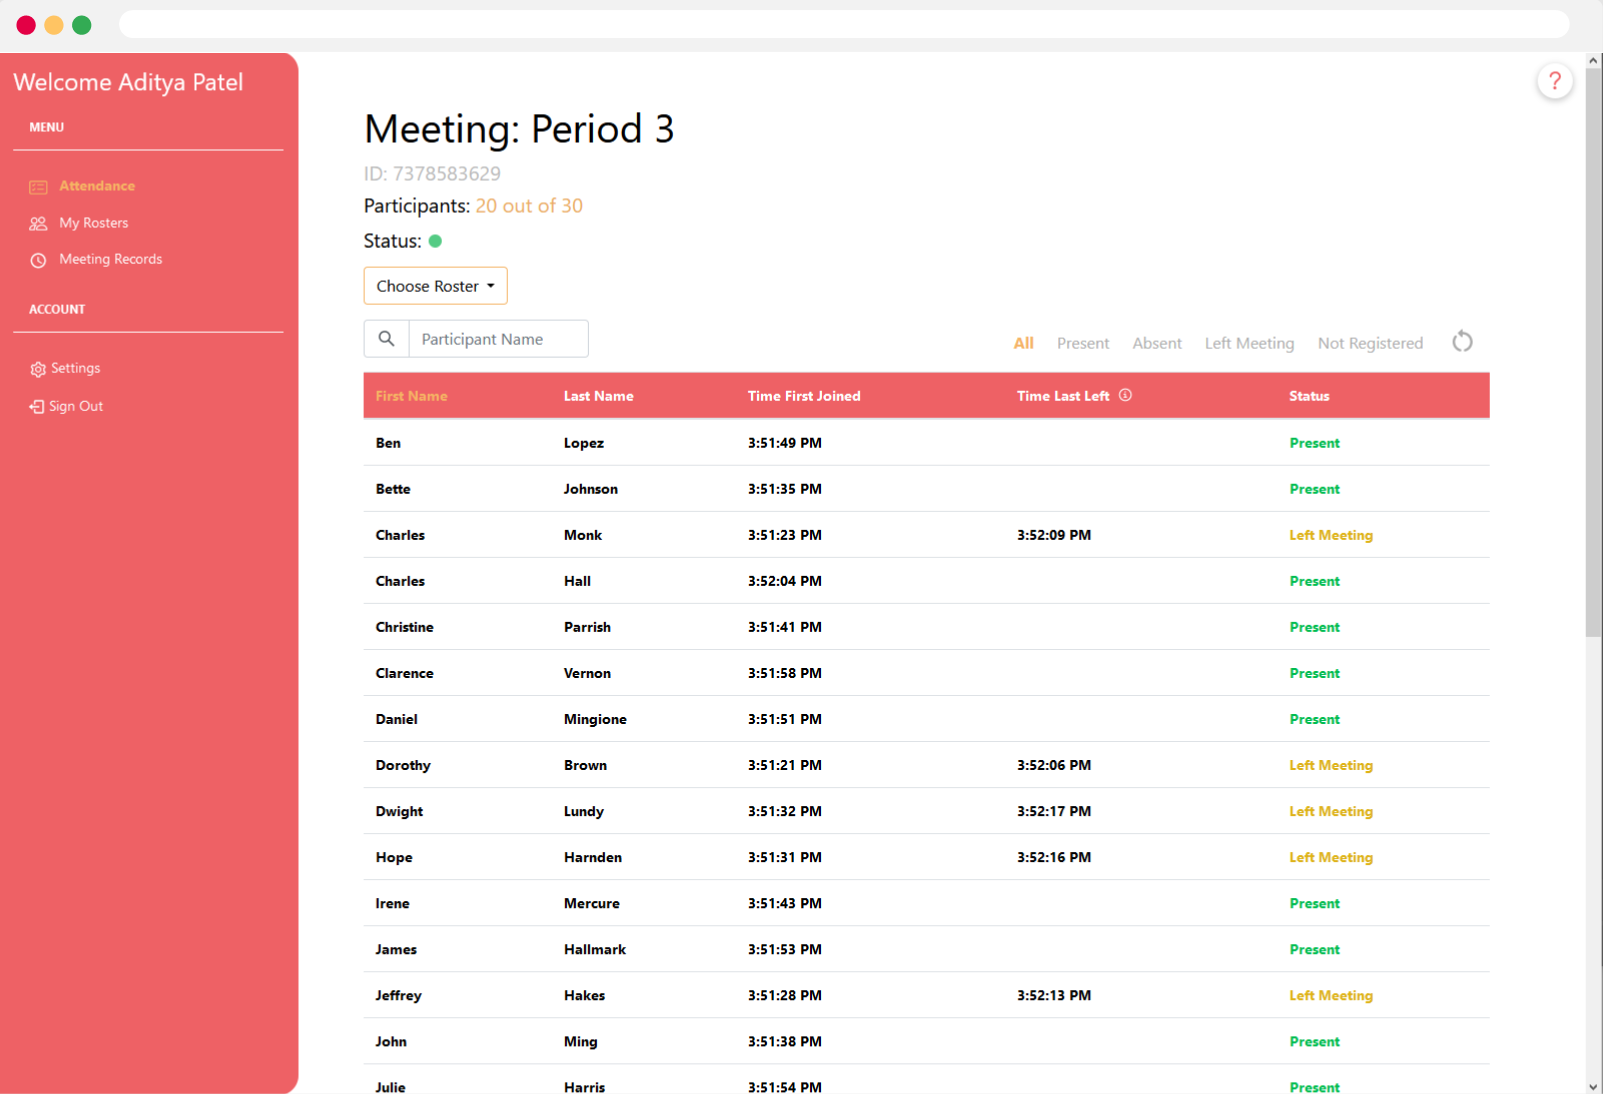 Welcome Aditya Patel
MENU
Attendance
My Rosters
Meeting Records
ACCOUNT
Settings
Sign Out
?
Meeting: Period 3
ID: 7378583629
Participants: 20 out of 30
Status:
Choose Roster
Participant Name
All Present Absent Left Meeting Not Registered
First Name Last Name Time First Joined Time Last Left Status
Ben Lopez 3:51:49 PM Present
Bette Johnson 3:51:35 PM Present
Charles Monk 3:51:23 PM 3:52:09 PM Left Meeting
Charles Hall 3:52:04 PM Present
Christine Parrish 3:51:41 PM Present
Clarence Vernon 3:51:58 PM Present
Daniel Mingione 3:51:51 PM Present
Dorothy Brown 3:51:21 PM 3:52:06 PM Left Meeting
Dwight Lundy 3:51:32 PM 3:52:17 PM Left Meeting
Hope Harnden 3:51:31 PM 3:52:16 PM Left Meeting
Irene Mercure 3:51:43 PM Present
James Hallmark 3:51:53 PM Present
Jeffrey Hakes 3:51:28 PM 3:52:13 PM Left Meeting
John Ming 3:51:38 PM Present
Julie Harris 3:51:54 PM Present